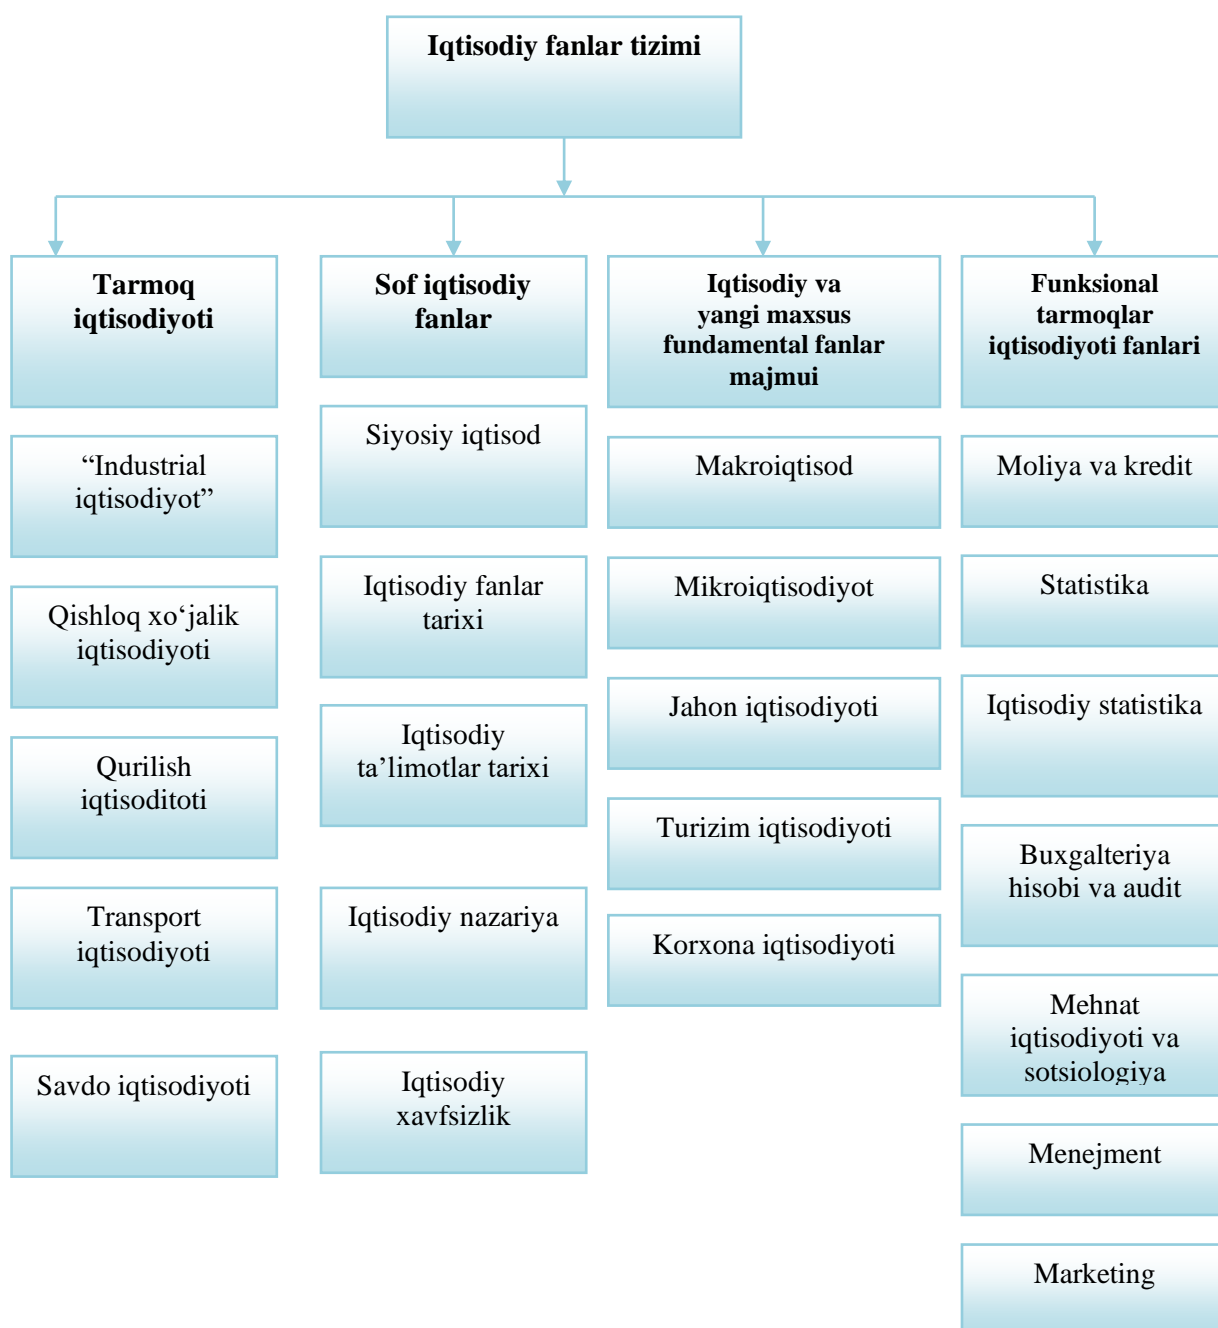 Iqtisodiy fanlar tizimi
Tarmoq
iqtisodiyoti
“Industrial
iqtisodiyot”
Qishloq xo‘jalik
iqtisodiyoti
Qurilish
iqtisoditoti
Transport
iqtisodiyoti
Savdo iqtisodiyoti
Sof iqtisodiy
fanlar
Siyosiy iqtisod
Iqtisodiy fanlar
tarixi
Iqtisodiy
ta’limotlar tarixi
Iqtisodiy nazariya
Iqtisodiy
xavfsizlik
Iqtisodiy va
yangi maxsus
fundamental fanlar
majmui
Makroiqtisod
Mikroiqtisodiyot
Jahon iqtisodiyoti
Turizim iqtisodiyoti
Korxona iqtisodiyoti
Funksional
tarmoqlar
iqtisodiyoti fanlari
Moliya va kredit
Statistika
Iqtisodiy statistika
Buxgalteriya
hisobi va audit
Mehnat
iqtisodiyoti va
sotsiologiya
Menejment
Marketing